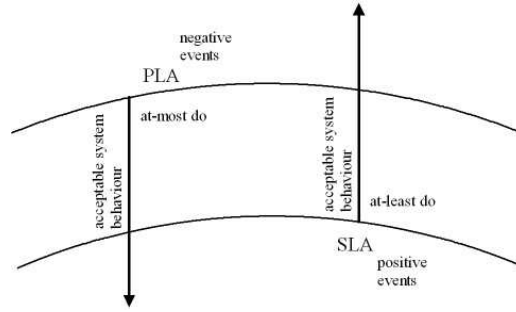 negative
events
PLA
at-most do
acceptable system
behaviour
acceptable system
behaviour
at-least do
SLA
positive
events